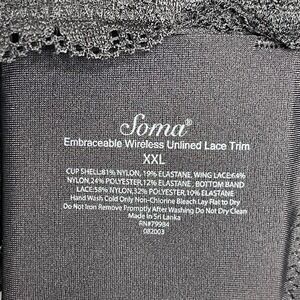 Soma®
Embraceable Wireless Unlined Lace Trim
XXL
CUP SHELL:81% NYLON, 19% ELASTANE, WING LACE:64%
NYLON,24% POLYESTER,12% ELASTANE, BOTTOM BAND
LACE:58% NYLON,32% POLYESTER,10% ELASTANE
Hand Wash Cold Only Non-Chlorine Bleach Lay Flat to Dry
Do Not Iron Remove Promptly After Washing Do Not Dry Clean
Made in Sri Lanka
RN#79984
082003